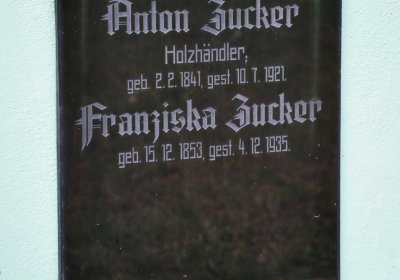 Anton Zucker
Holzhändler,
geb. 2. 2. 1841, gest. 10. 7. 1921.
Franziska Zucker
geb. 15. 12. 1853, gest. 4. 12. 1935.